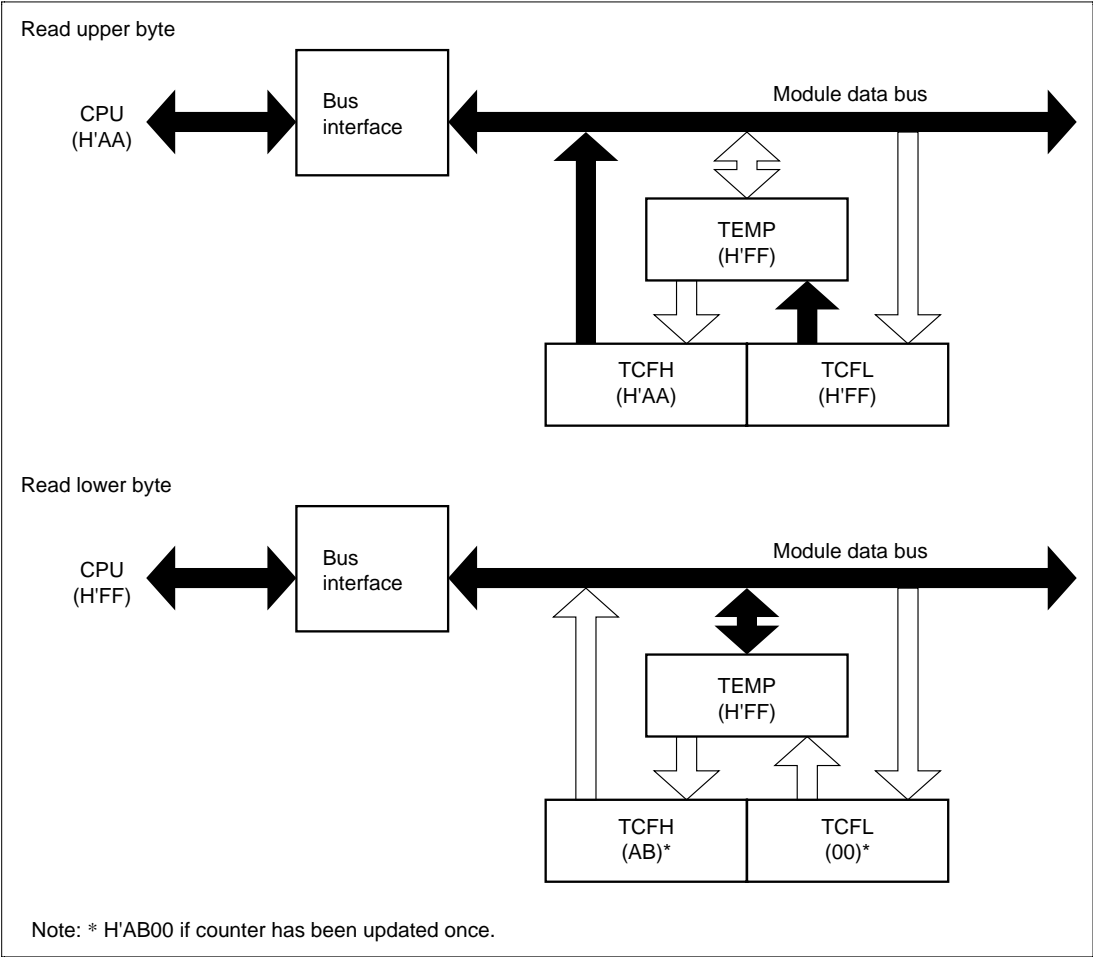 Read upper byte
CPU
(H'AA)
Bus
interface
Module data bus
TEMP
(H'FF)
TCFH
(H'AA)
TCFL
(H'FF)
Read lower byte
CPU
(H'FF)
Bus
interface
Module data bus
TEMP
(H'FF)
TCFH
(AB)*
TCFL
(00)*
Note: * H'AB00 if counter has been updated once.